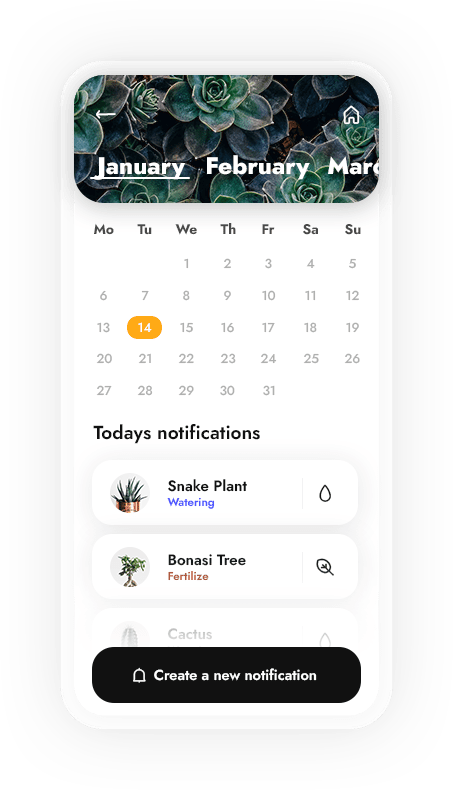 January February Marc
Mo Tu We Th Fr Sa Su
1 2 3 4 5
6 7 8 9 10 11 12
13 14 15 16 17 18 19
20 21 22 23 24 25 26
27 28 29 30 31
Todays notifications
Snake Plant
Watering
Bonasi Tree
Fertilize
Cactus
Create a new notification